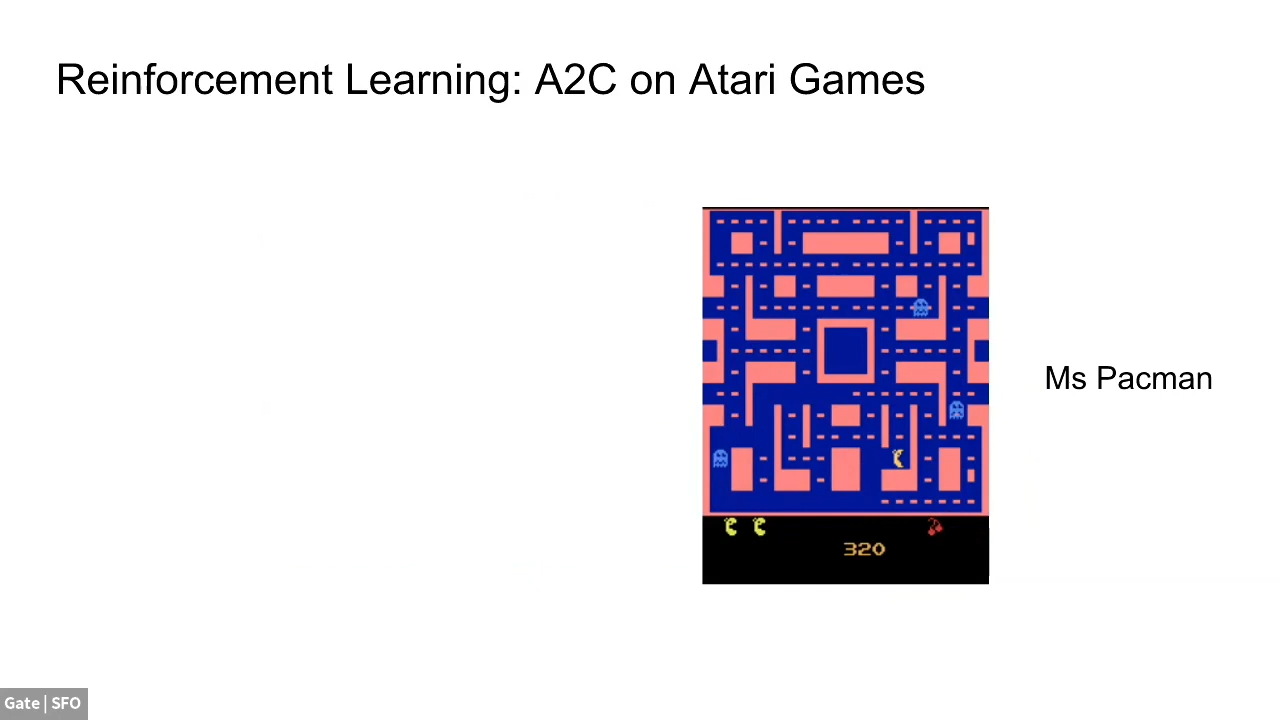 Reinforcement Learning: A2C on Atari Games
Ms Pacman
320
Gate | SFO